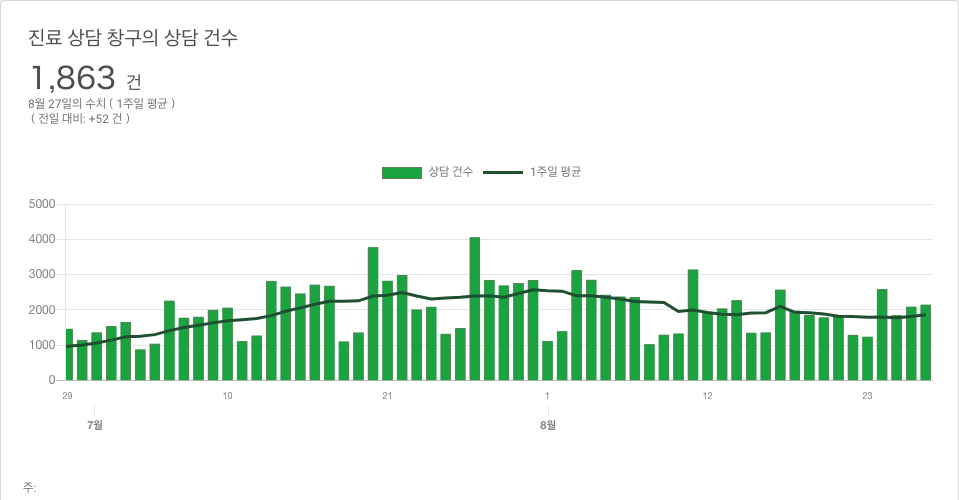 진료 상담 창구의 상담 건수
1,863 건
8월 27일의 수치 ( 1주일 평균 )
( 전일 대비: +52 건 )
상담 건수 1주일 평균
5000
4000
3000
2000
1000
0
29 10 21 1 12 23
7월 8월
주: